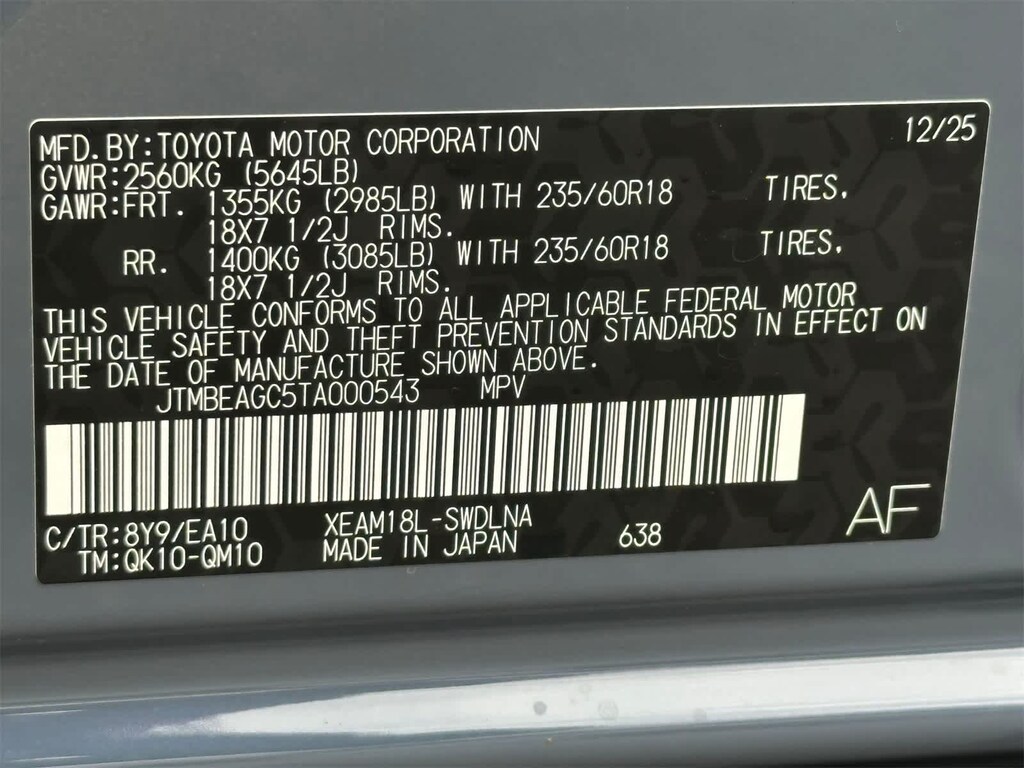 MFD.BY:TOYOTA MOTOR CORPORATION 12/25
GVWR:2560KG (5645LB)
GAWR:FRT. 1355KG (2985LB) WITH 235/60R18 TIRES,
18X7 1/2J RIMS.
RR. 1400KG (3085LB) WITH 235/60R18 TIRES,
18X7 1/2J RIMS.
THIS VEHICLE CONFORMS TO ALL APPLICABLE FEDERAL MOTOR
VEHICLE SAFETY AND THEFT PREVENTION STANDARDS IN EFFECT ON
THE DATE OF MANUFACTURE SHOWN ABOVE.
JTMBEAGC5TA000543 MPV
C/TR:8Y9/EA10 XEAM18L-SWDLNA
TM:QK10-QM10 MADE IN JAPAN 638
AF